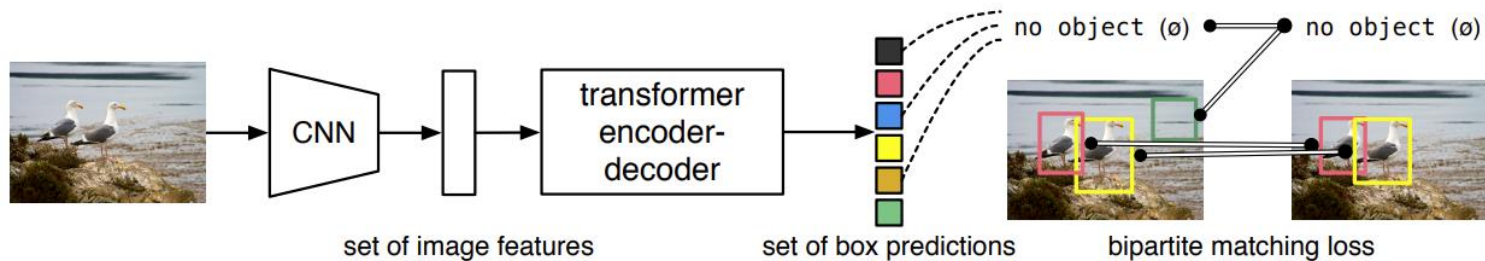 no object (ø)
no object (ø)
CNN
transformer
encoder-
decoder
set of image features
set of box predictions
bipartite matching loss